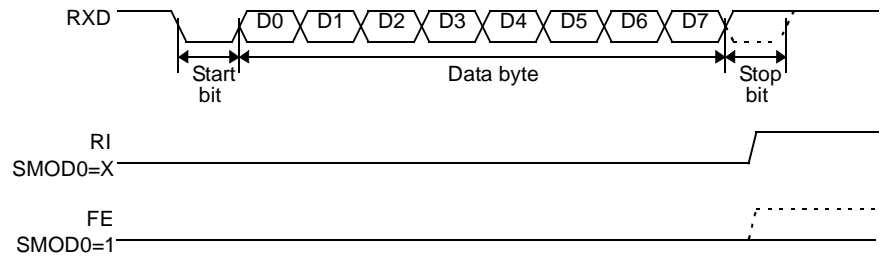 RXD
D0 D1 D2 D3 D4 D5 D6 D7
Start
bit
Data byte
Stop
bit
RI
SMOD0=X
FE
SMOD0=1